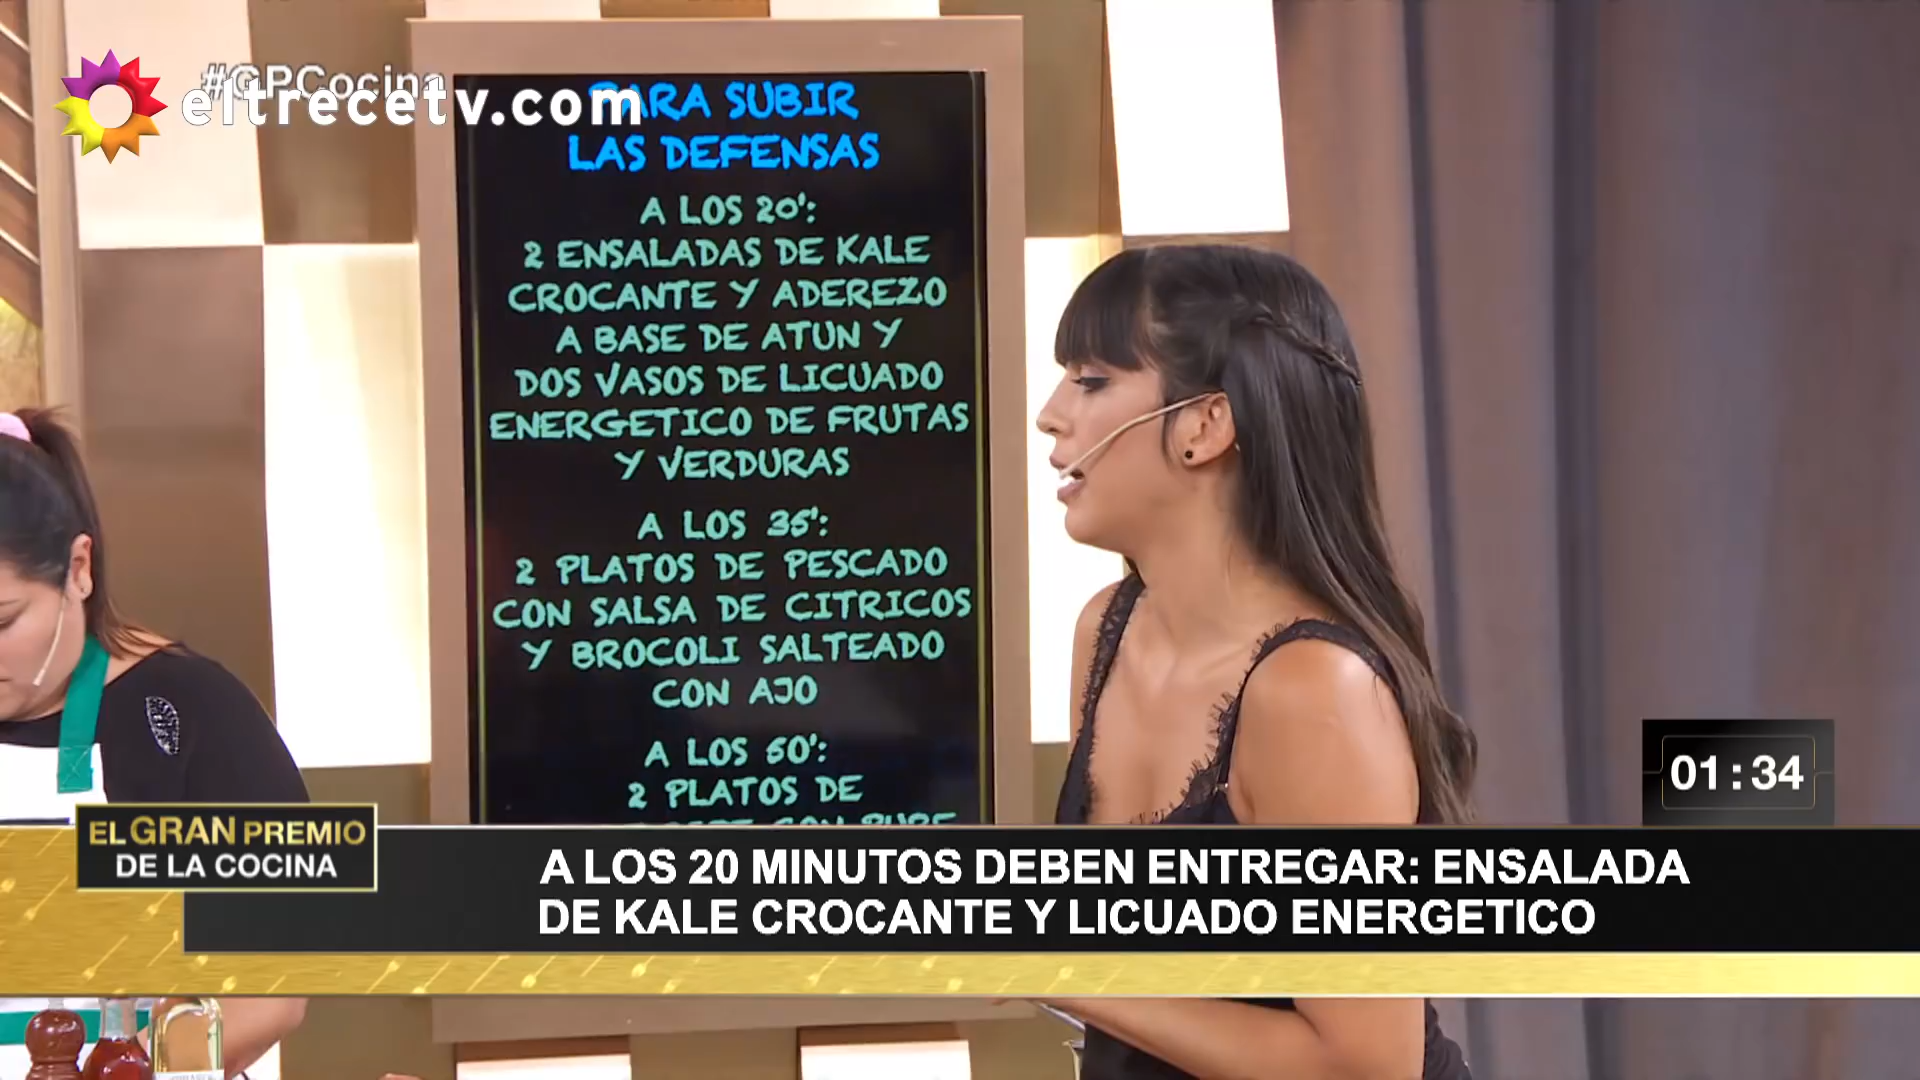 #GPCocina
eltrecetv.com
PARA SUBIR
LAS DEFENSAS
A LOS 20':
2 ENSALADAS DE KALE
CROCANTE Y ADEREZO
A BASE DE ATUN Y
DOS VASOS DE LICUADO
ENERGETICO DE FRUTAS
Y VERDURAS
A LOS 35':
2 PLATOS DE PESCADO
CON SALSA DE CITRICOS
Y BROCOLI SALTEADO
CON AJO
A LOS 50':
2 PLATOS DE
CON PURE
01:34
EL GRAN PREMIO
DE LA COCINA
A LOS 20 MINUTOS DEBEN ENTREGAR: ENSALADA
DE KALE CROCANTE Y LICUADO ENERGETICO